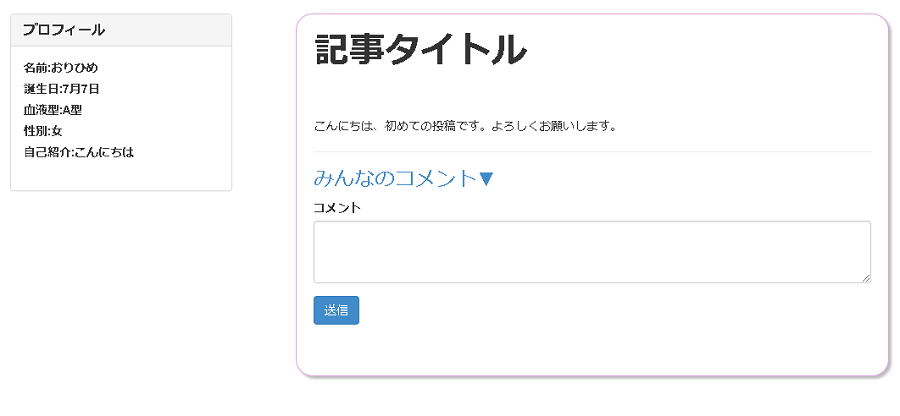 プロフィール
名前:おりひめ
誕生日:7月7日
血液型:A型
性別:女
自己紹介:こんにちは
記事タイトル
こんにちは、初めての投稿です。よろしくお願いします。
みんなのコメント▼
コメント
送信